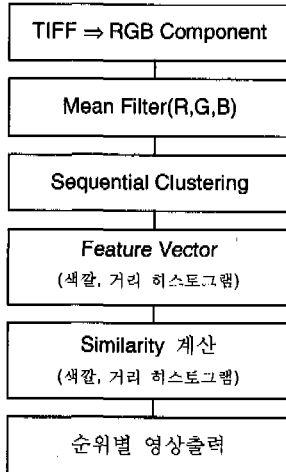 TIFF ⇒ RGB Component
Mean Filter(R,G,B)
Sequential Clustering
Feature Vector
(색깔, 거리 히스토그램)
Similarity 계산
(색깔, 거리 히스토그램)
순위별 영상출력